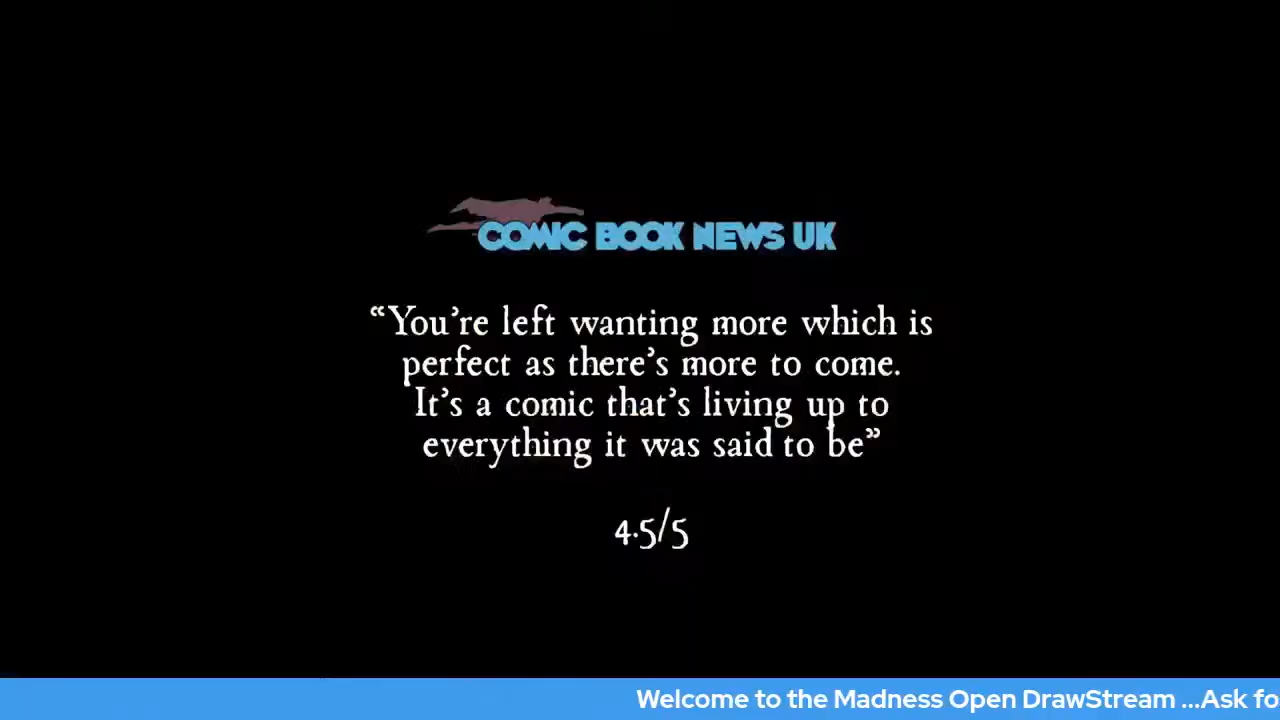 COMIC BOOK NEWS UK
“You’re left wanting more which is
perfect as there’s more to come.
It’s a comic that’s living up to
everything it was said to be”
4.5/5
Welcome to the Madness Open DrawStream ...Ask fo